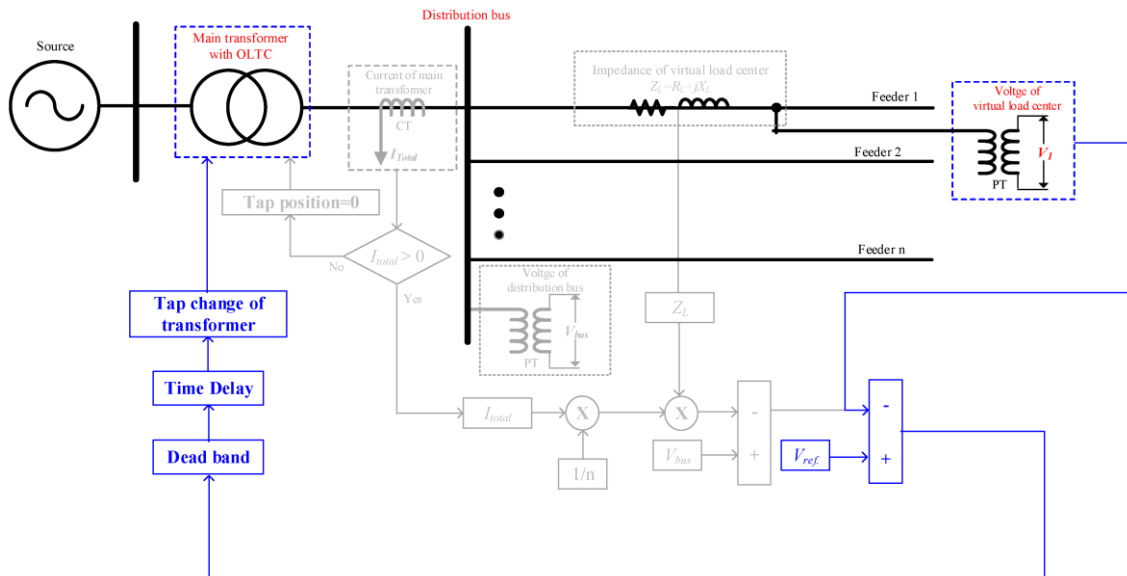 Distribution bus
Source
Main transformer
with OLTC
Current of main
transformer
CT
I_Total
Impedance of virtual load center
Z_L=R_L+jX_L
Feeder 1
Voltge of
virtual load center
V_1
PT
Feeder 2
Tap position=0
Feeder n
No
I_total > 0
Yes
Voltge of
distribution bus
V_bus
PT
Tap change of
transformer
Z_L
Time Delay
I_total
X
X
-
-
Dead band
1/n
V_bus
+
V_ref.
+